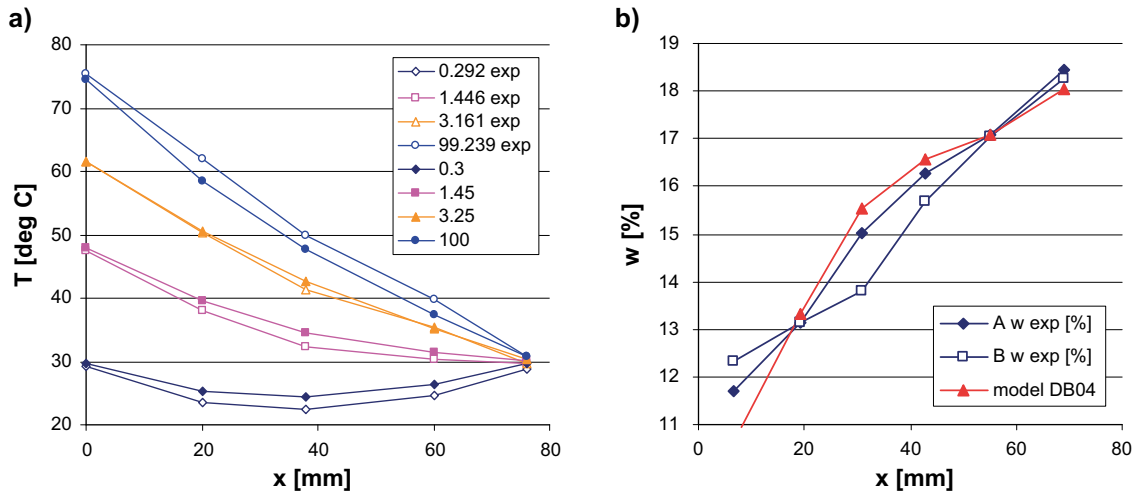 a)
80
70
60
50
40
30
20
T [deg C]
0
20
40
60
80
x [mm]
0.292 exp
1.446 exp
3.161 exp
99.239 exp
0.3
1.45
3.25
100
b)
19
18
17
16
15
14
13
12
11
w [%]
0
20
40
60
80
x [mm]
A w exp [%]
B w exp [%]
model DB04